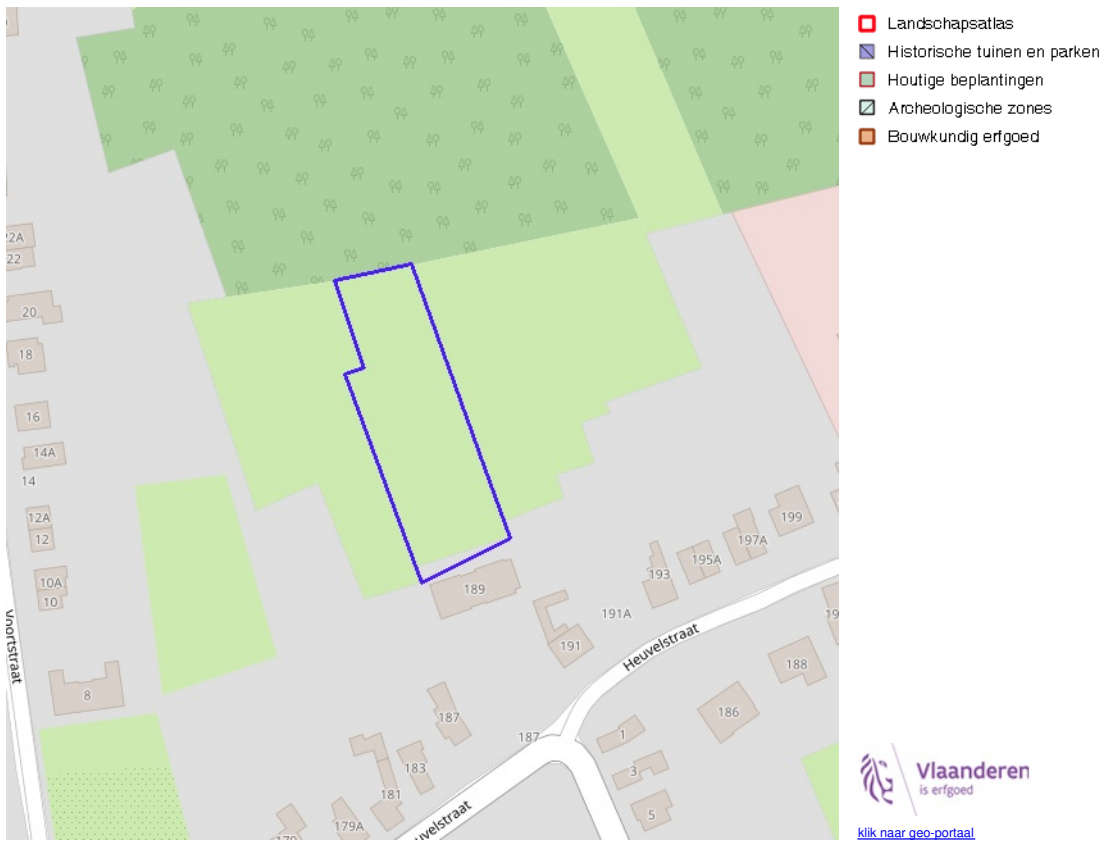 Landschapsatlas
Historische tuinen en parken
Houtige beplantingen
Archeologische zones
Bouwkundig erfgoed
22A
22
20
18
16
14A
14
12A
12
10A
10
8
Voortstraat
189
191
191A
193
195A
197A
199
Heuvelstraat
188
186
187
187
1
3
5
183
181
179A
Vlaanderen
is erfgoed
klik naar geo-portaal